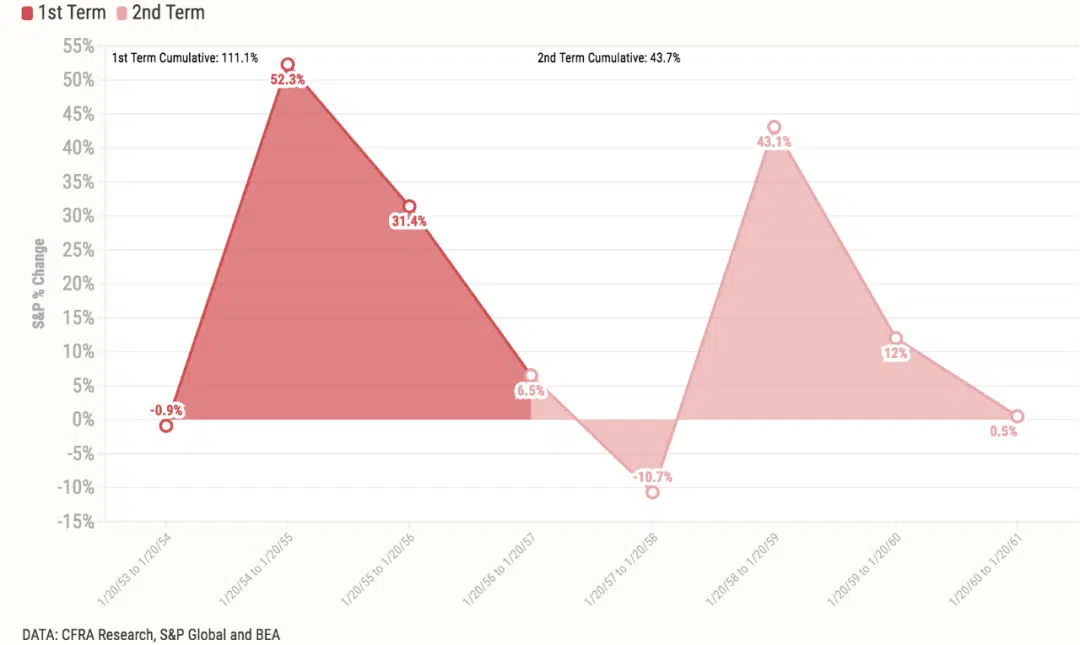 1st Term 2nd Term
1st Term Cumulative: 111.1% 2nd Term Cumulative: 43.7%
S&P % Change
55%
50%
45%
40%
35%
30%
25%
20%
15%
10%
5%
0%
-5%
-10%
-15%
-0.9%
52.3%
31.4%
6.5%
-10.7%
43.1%
12%
0.5%
1/20/53 to 1/20/54
1/20/54 to 1/20/55
1/20/55 to 1/20/56
1/20/56 to 1/20/57
1/20/57 to 1/20/58
1/20/58 to 1/20/59
1/20/59 to 1/20/60
1/20/60 to 1/20/61
DATA: CFRA Research, S&P Global and BEA